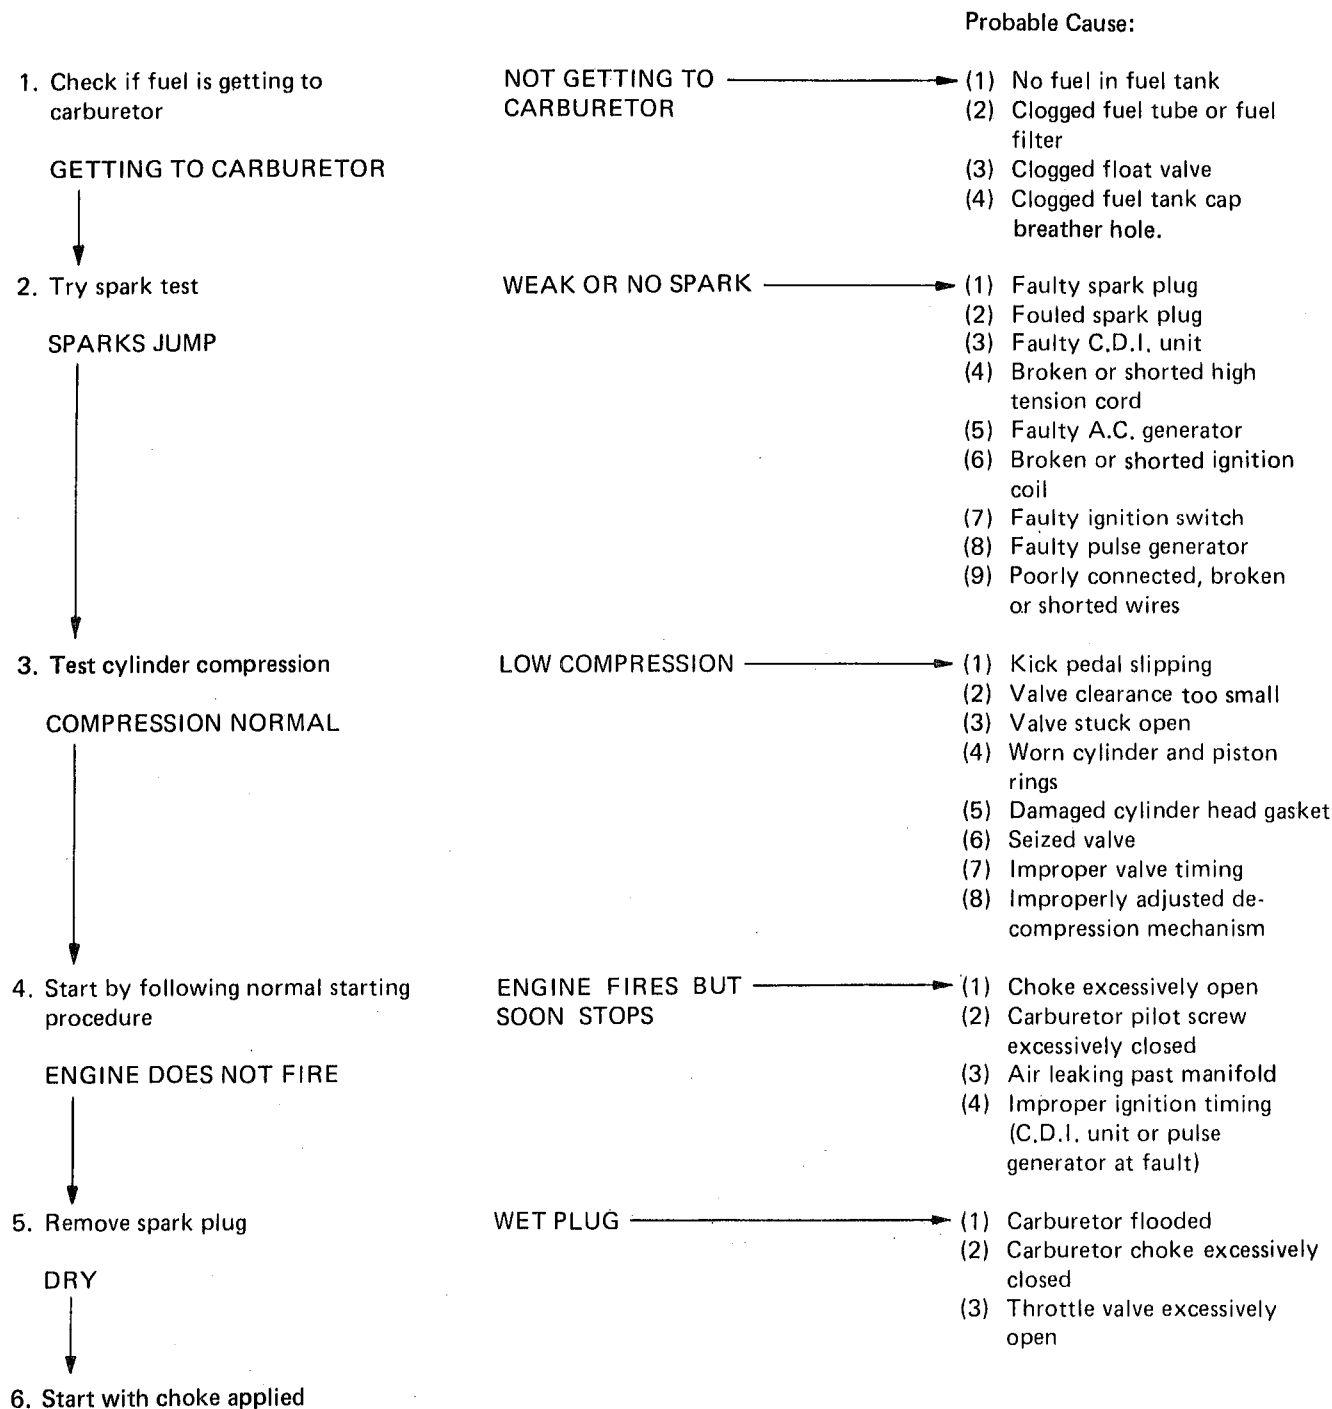 Probable Cause:
1. Check if fuel is getting to
carburetor
NOT GETTING TO
CARBURETOR
(1) No fuel in fuel tank
(2) Clogged fuel tube or fuel
filter
(3) Clogged float valve
(4) Clogged fuel tank cap
breather hole.
GETTING TO CARBURETOR
2. Try spark test
WEAK OR NO SPARK
(1) Faulty spark plug
(2) Fouled spark plug
(3) Faulty C.D.I. unit
(4) Broken or shorted high
tension cord
(5) Faulty A.C. generator
(6) Broken or shorted ignition
coil
(7) Faulty ignition switch
(8) Faulty pulse generator
(9) Poorly connected, broken
or shorted wires
SPARKS JUMP
3. Test cylinder compression
LOW COMPRESSION
(1) Kick pedal slipping
(2) Valve clearance too small
(3) Valve stuck open
(4) Worn cylinder and piston
rings
(5) Damaged cylinder head gasket
(6) Seized valve
(7) Improper valve timing
(8) Improperly adjusted de-
compression mechanism
COMPRESSION NORMAL
4. Start by following normal starting
procedure
ENGINE FIRES BUT
SOON STOPS
(1) Choke excessively open
(2) Carburetor pilot screw
excessively closed
(3) Air leaking past manifold
(4) Improper ignition timing
(C.D.I. unit or pulse
generator at fault)
ENGINE DOES NOT FIRE
5. Remove spark plug
WET PLUG
(1) Carburetor flooded
(2) Carburetor choke excessively
closed
(3) Throttle valve excessively
open
DRY
6. Start with choke applied